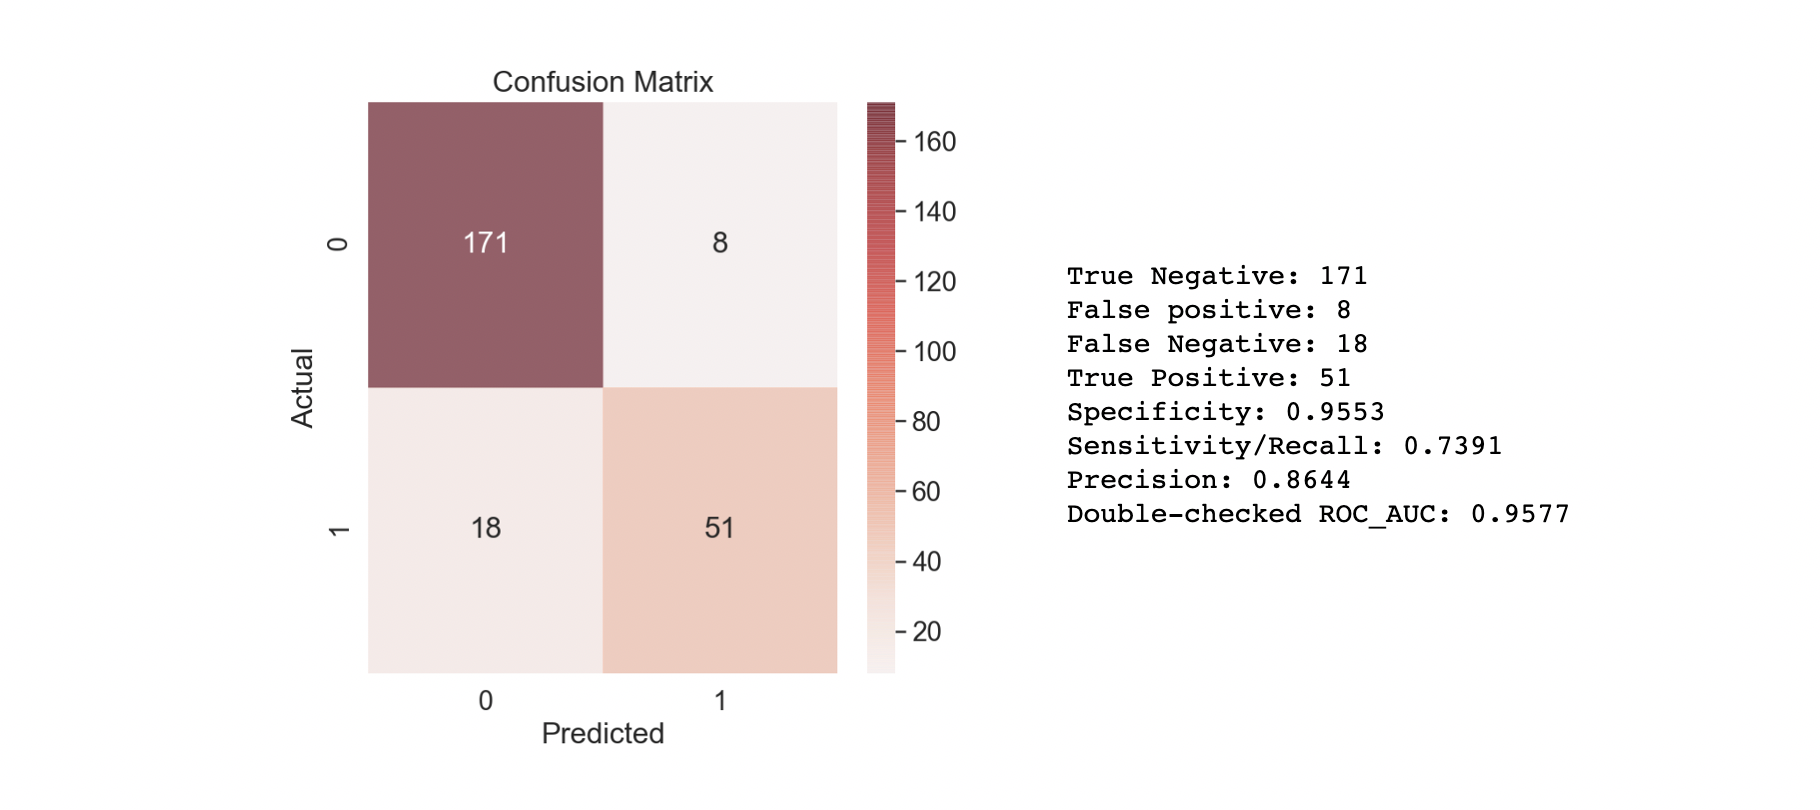 Confusion Matrix
0
171
8
Actual
1
18
51
0
1
Predicted
160
140
120
100
80
60
40
20
True Negative: 171
False positive: 8
False Negative: 18
True Positive: 51
Specificity: 0.9553
Sensitivity/Recall: 0.7391
Precision: 0.8644
Double-checked ROC_AUC: 0.9577